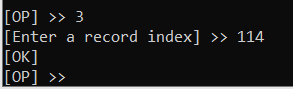 [OP] >> 3
[Enter a record index] >> 114
[OK]
[OP] >>